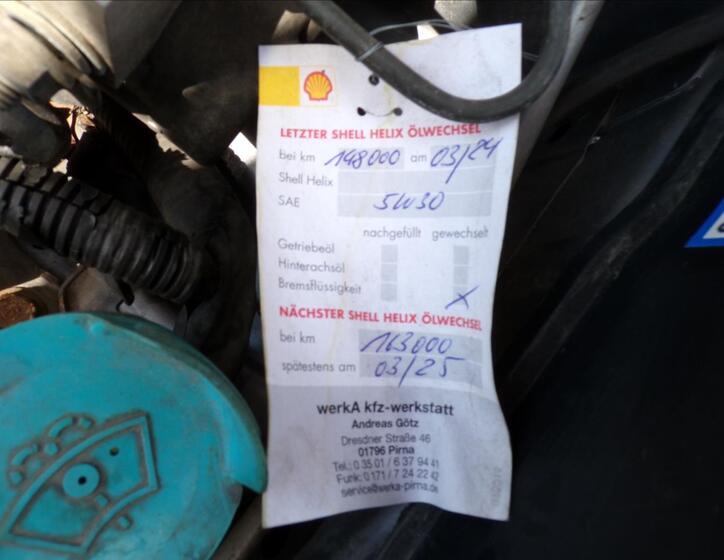 LETZTER SHELL HELIX ÖLWECHSEL
bei km 148000 am 03/24
Shell Helix
SAE 5W30
nachgefüllt gewechselt
Getriebeöl
Hinterachsöl
Bremsflüssigkeit X
NÄCHSTER SHELL HELIX ÖLWECHSEL
bei km 163000
spätestens am 03/25
werkA kfz-werkstatt
Andreas Götz
Dresdner Straße 46
01796 Pirna
Tel.: 0 35 01 / 6 37 94 41
Funk: 0 171 / 7 24 22 42
service@werka-pirna.de